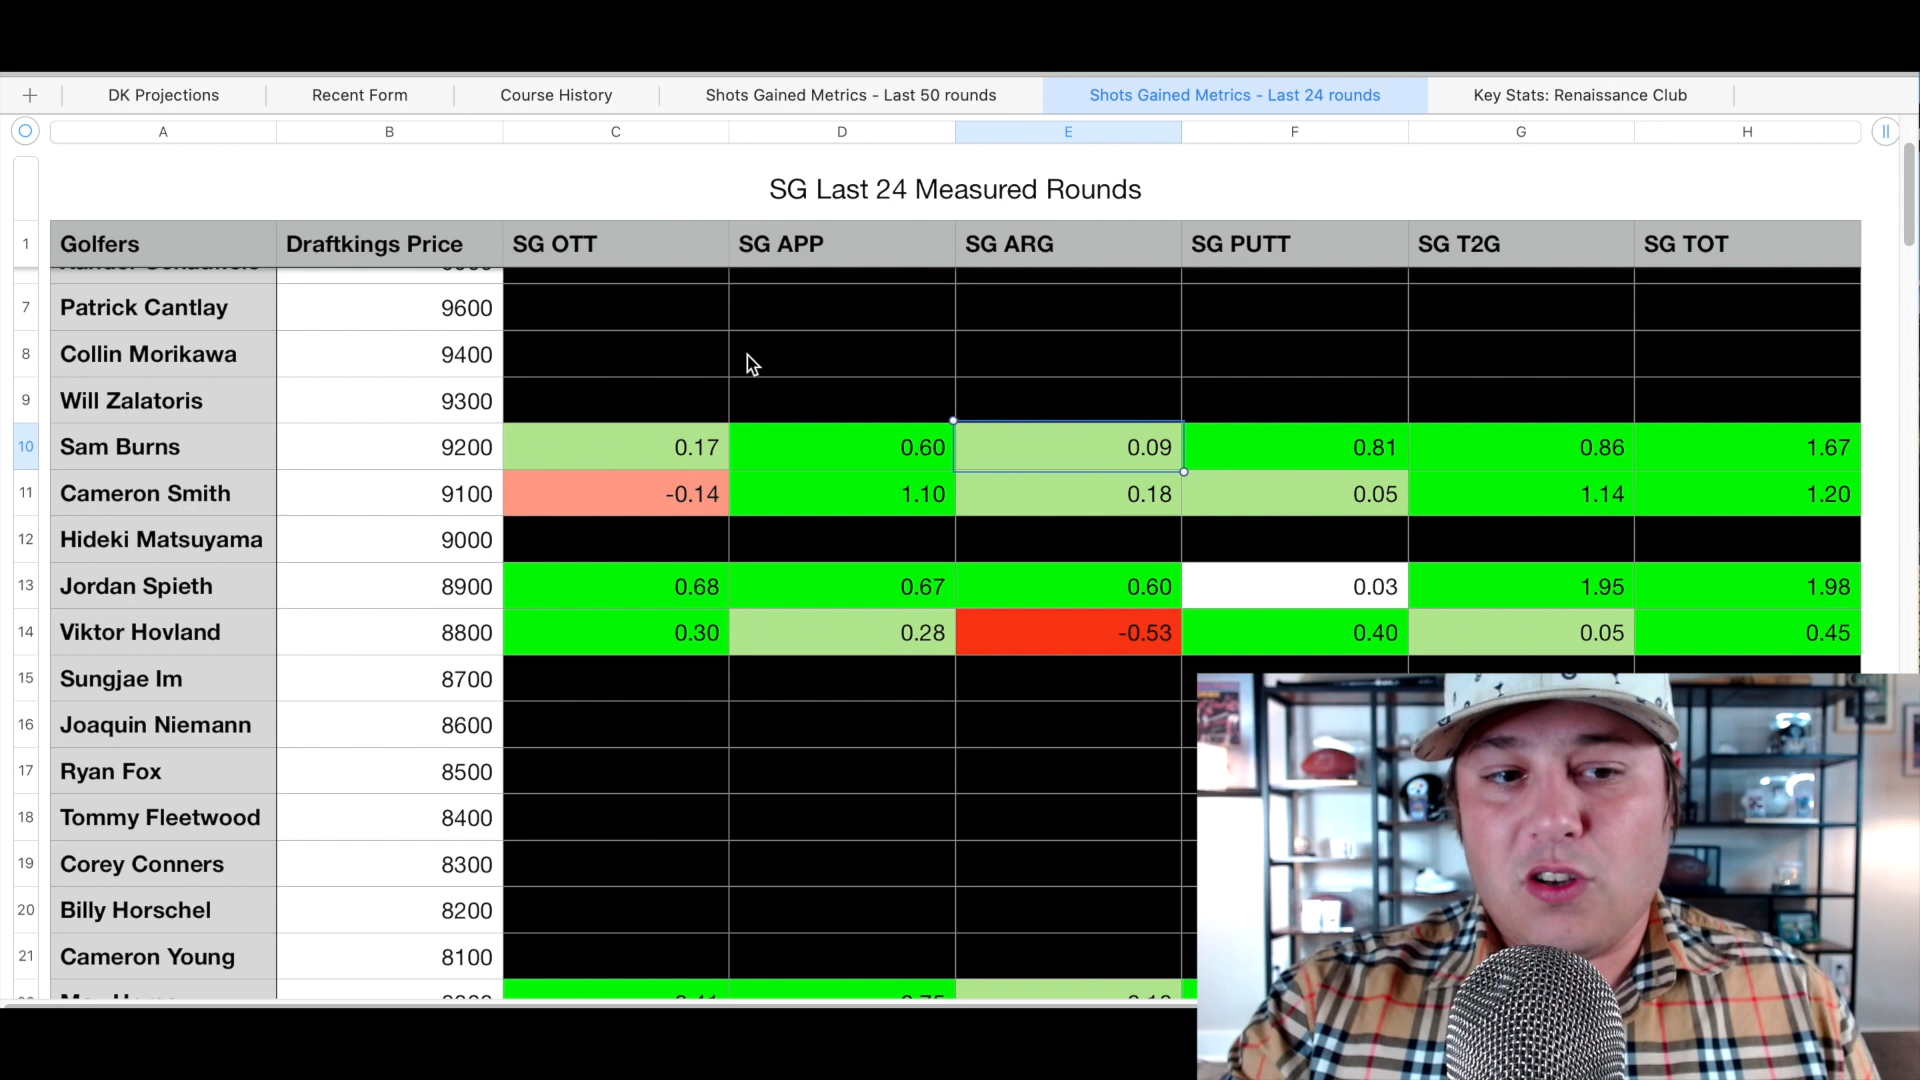 DK Projections Recent Form Course History Shots Gained Metrics - Last 50 rounds Shots Gained Metrics - Last 24 rounds Key Stats: Renaissance Club
A B C D E F G H
SG Last 24 Measured Rounds
1 Golfers Draftkings Price SG OTT SG APP SG ARG SG PUTT SG T2G SG TOT
7 Patrick Cantlay 9600
8 Collin Morikawa 9400
9 Will Zalatoris 9300
10 Sam Burns 9200 0.17 0.60 0.09 0.81 0.86 1.67
11 Cameron Smith 9100 -0.14 1.10 0.18 0.05 1.14 1.20
12 Hideki Matsuyama 9000
13 Jordan Spieth 8900 0.68 0.67 0.60 0.03 1.95 1.98
14 Viktor Hovland 8800 0.30 0.28 -0.53 0.40 0.05 0.45
15 Sungjae Im 8700
16 Joaquin Niemann 8600
17 Ryan Fox 8500
18 Tommy Fleetwood 8400
19 Corey Conners 8300
20 Billy Horschel 8200
21 Cameron Young 8100